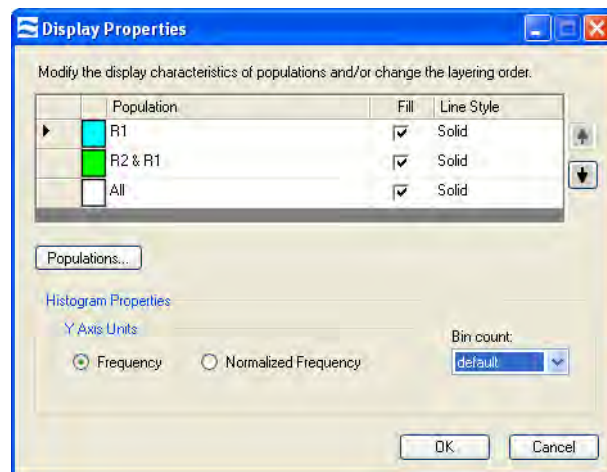 Display Properties
Modify the display characteristics of populations and/or change the layering order.
Population Fill Line Style
R1 Solid
R2 & R1 Solid
All Solid
Populations...
Histogram Properties
Y Axis Units
Bin count:
Frequency Normalized Frequency default
OK Cancel